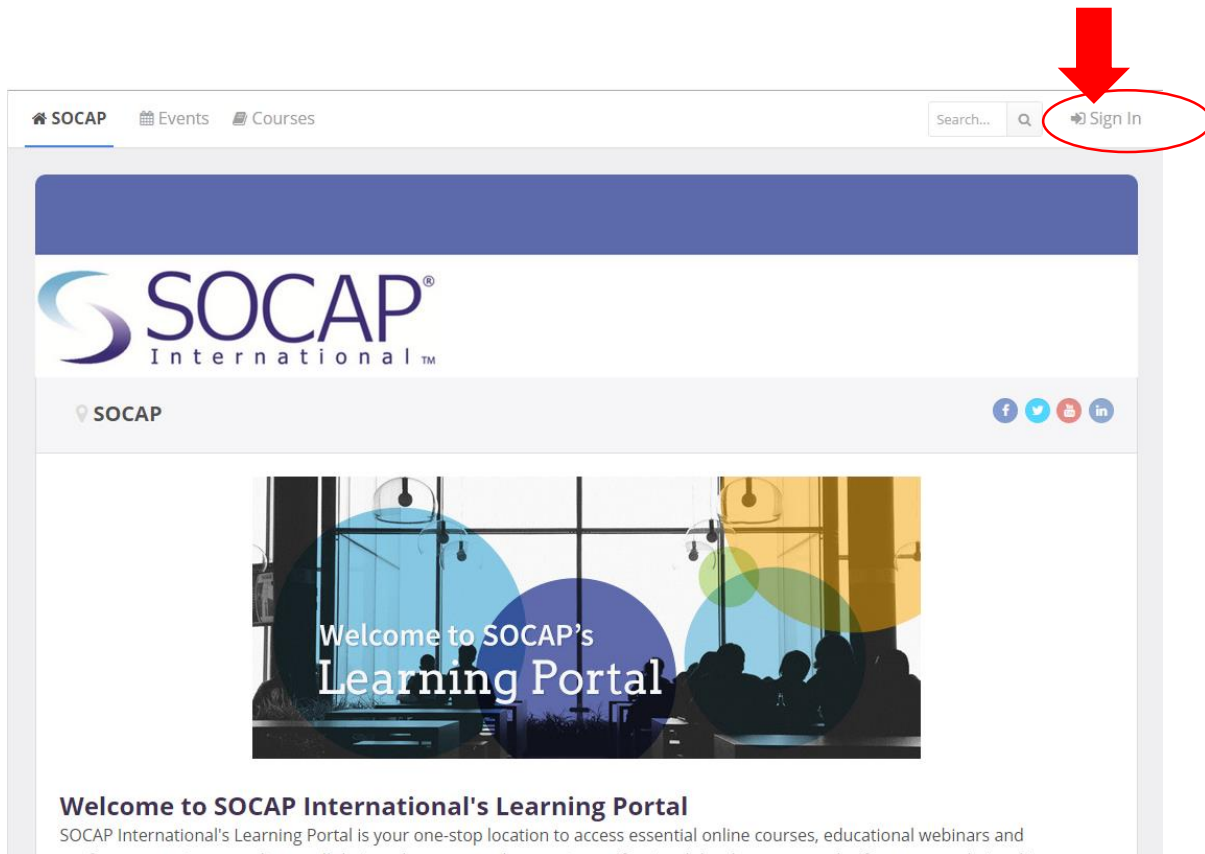 SOCAP Events Courses Search... Sign In
SOCAP®
International™
SOCAP
Welcome to SOCAP's
Learning Portal
Welcome to SOCAP International's Learning Portal
SOCAP International's Learning Portal is your one-stop location to access essential online courses, educational webinars and